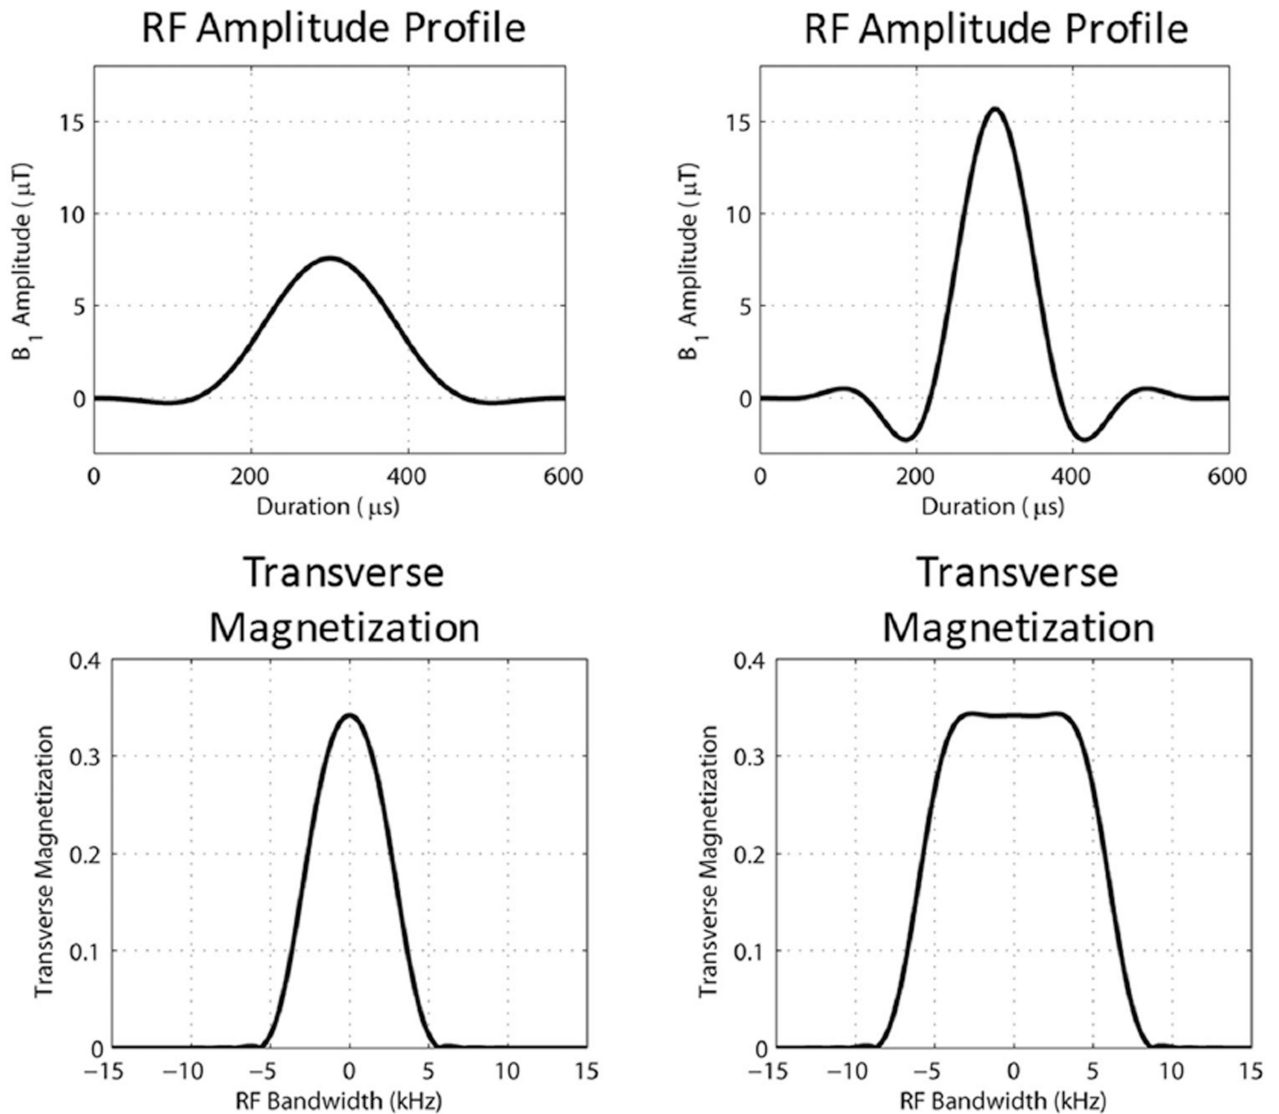 RF Amplitude Profile
15
10
5
0
B1 Amplitude ( μT)
0 200 400 600
Duration ( μs)
RF Amplitude Profile
15
10
5
0
B1 Amplitude ( μT)
0 200 400 600
Duration ( μs)
Transverse
Magnetization
0.4
0.3
0.2
0.1
0
Transverse Magnetization
−15 −10 −5 0 5 10 15
RF Bandwidth (kHz)
Transverse
Magnetization
0.4
0.3
0.2
0.1
0
Transverse Magnetization
−15 −10 −5 0 5 10 15
RF Bandwidth (kHz)